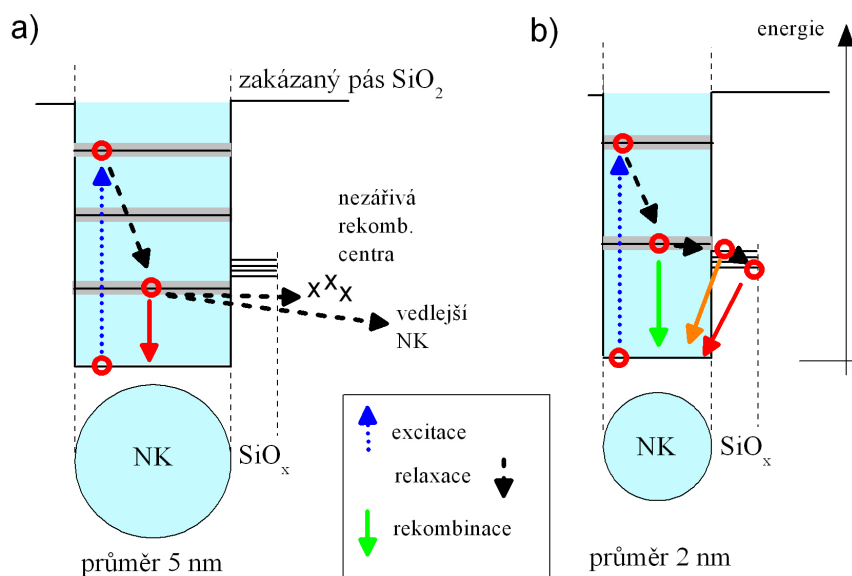 a)
zakázaný pás SiO₂
nezářivá
rekomb.
centra
x x x
vedlejší
NK
NK
SiOₓ
průměr 5 nm
excitace
relaxace
rekombinace
b)
energie
NK
SiOₓ
průměr 2 nm